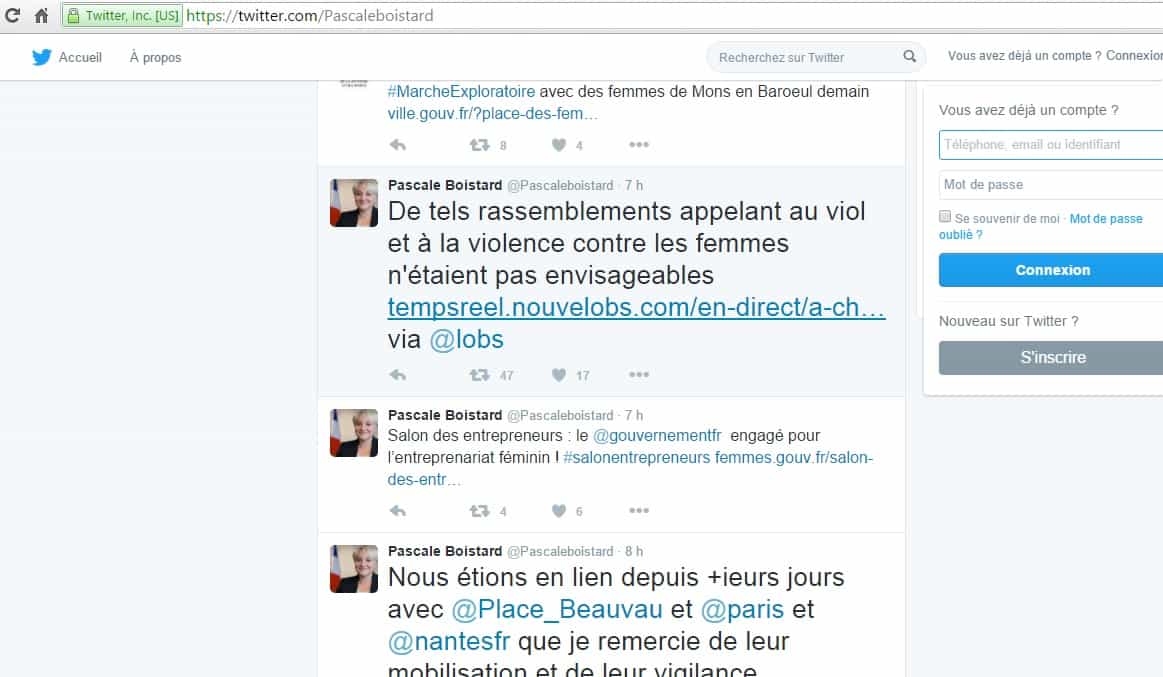 Twitter, Inc. [US] https://twitter.com/Pascaleboistard
Accueil À propos Recherchez sur Twitter Vous avez déjà un compte ? Connexion
#MarcheExploratoire avec des femmes de Mons en Baroeul demain
ville.gouv.fr/?place-des-fem…
8 4 •••
Pascale Boistard @Pascaleboistard · 7 h
De tels rassemblements appelant au viol
et à la violence contre les femmes
n'étaient pas envisageables
tempsreel.nouvelobs.com/en-direct/a-ch…
via @lobs
47 17 •••
Pascale Boistard @Pascaleboistard · 7 h
Salon des entrepreneurs : le @gouvernementfr engagé pour
l'entreprenariat féminin ! #salonentrepreneurs femmes.gouv.fr/salon-
des-entr…
4 6 •••
Pascale Boistard @Pascaleboistard · 8 h
Nous étions en lien depuis +ieurs jours
avec @Place_Beauvau et @paris et
@nantesfr que je remercie de leur
mobilisation et de leur vigilance
Vous avez déjà un compte ?
Téléphone, email ou identifiant
Mot de passe
Se souvenir de moi · Mot de passe
oublié ?
Connexion
Nouveau sur Twitter ?
S'inscrire